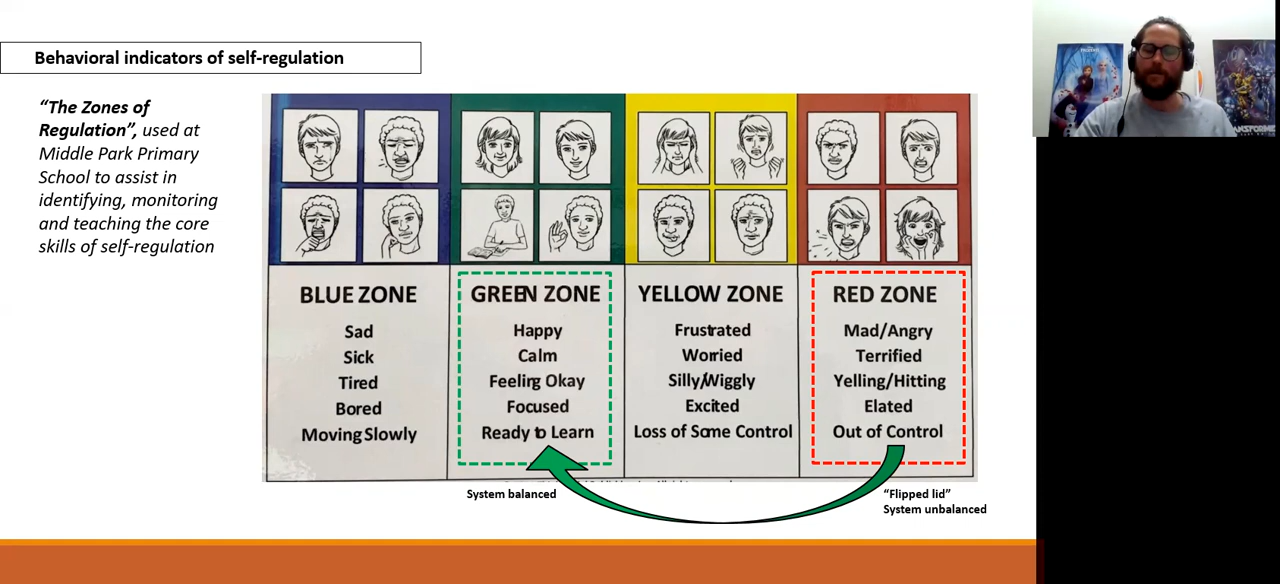 Behavioral indicators of self-regulation
“The Zones of
Regulation”, used at
Middle Park Primary
School to assist in
identifying, monitoring
and teaching the core
skills of self-regulation
BLUE ZONE
Sad
Sick
Tired
Bored
Moving Slowly
GREEN ZONE
Happy
Calm
Feeling Okay
Focused
Ready to Learn
YELLOW ZONE
Frustrated
Worried
Silly/Wiggly
Excited
Loss of Some Control
RED ZONE
Mad/Angry
Terrified
Yelling/Hitting
Elated
Out of Control
System balanced
“Flipped lid”
System unbalanced